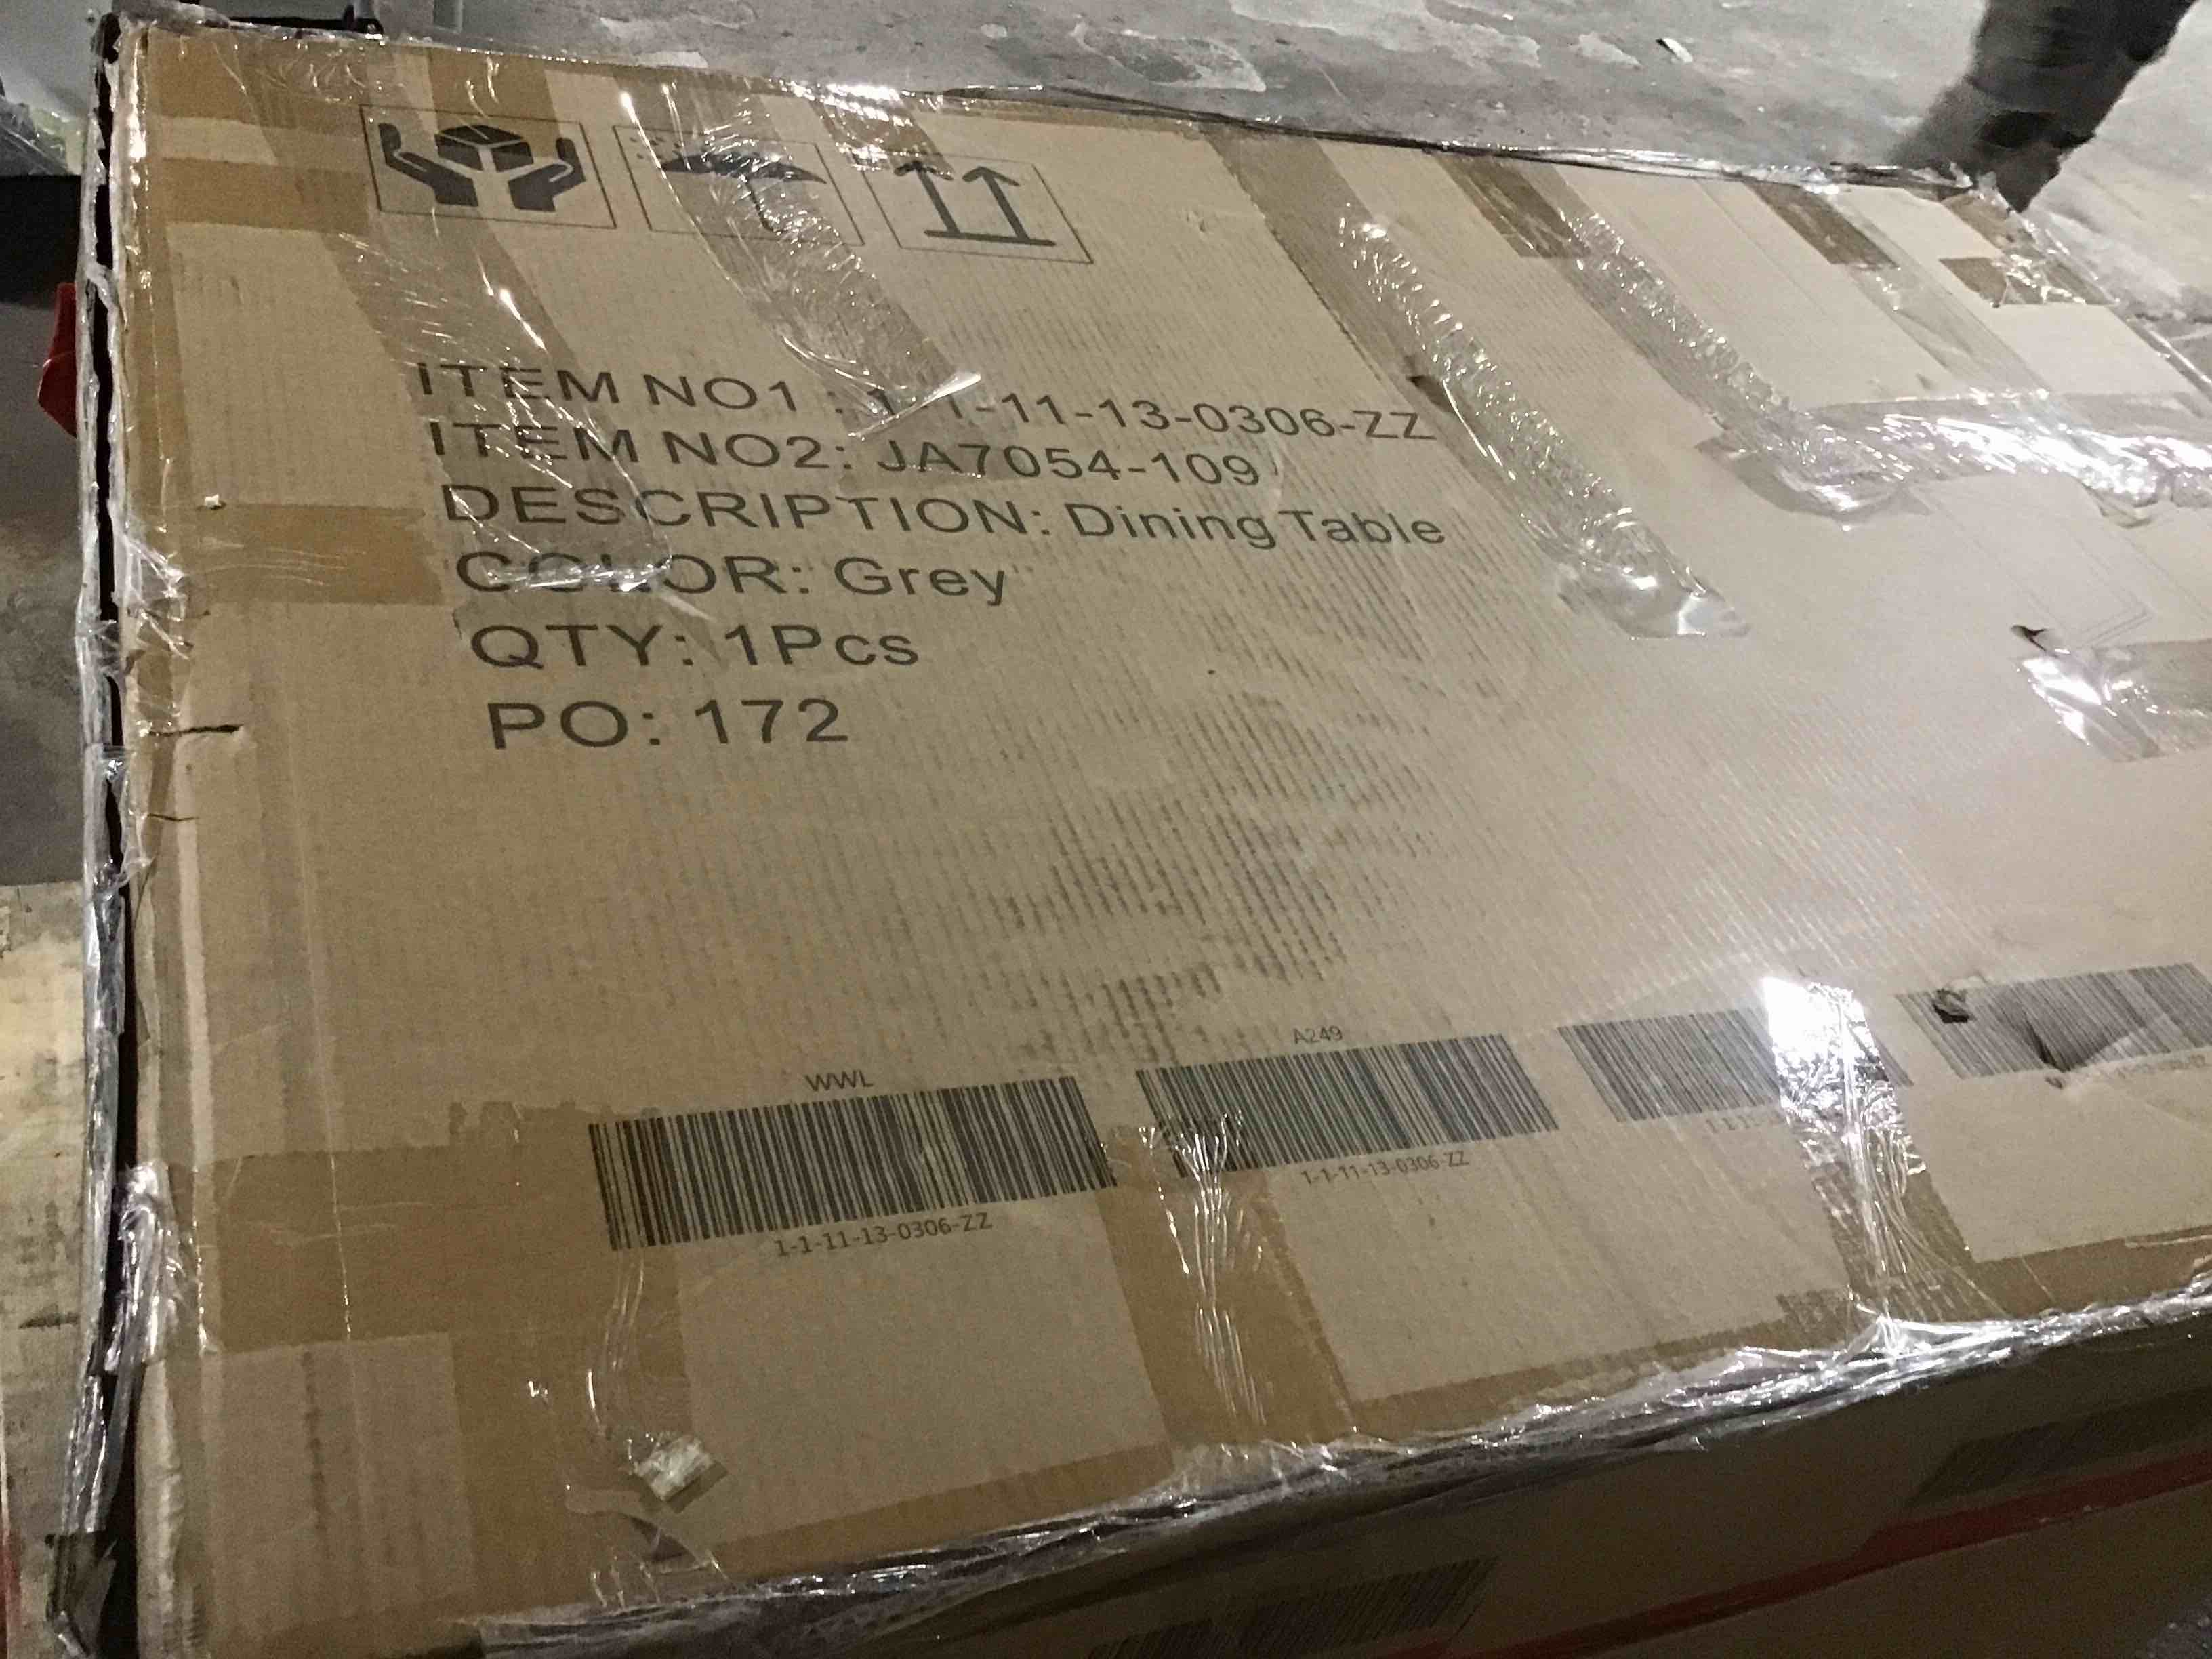 ITEM NO1 : 1-1-11-13-0306-ZZ
ITEM NO2: JA7054-109
DESCRIPTION: Dining Table
COLOR: Grey
QTY: 1Pcs
PO: 172
WWL
1-1-11-13-0306-ZZ
A249
1-1-11-13-0306-ZZ